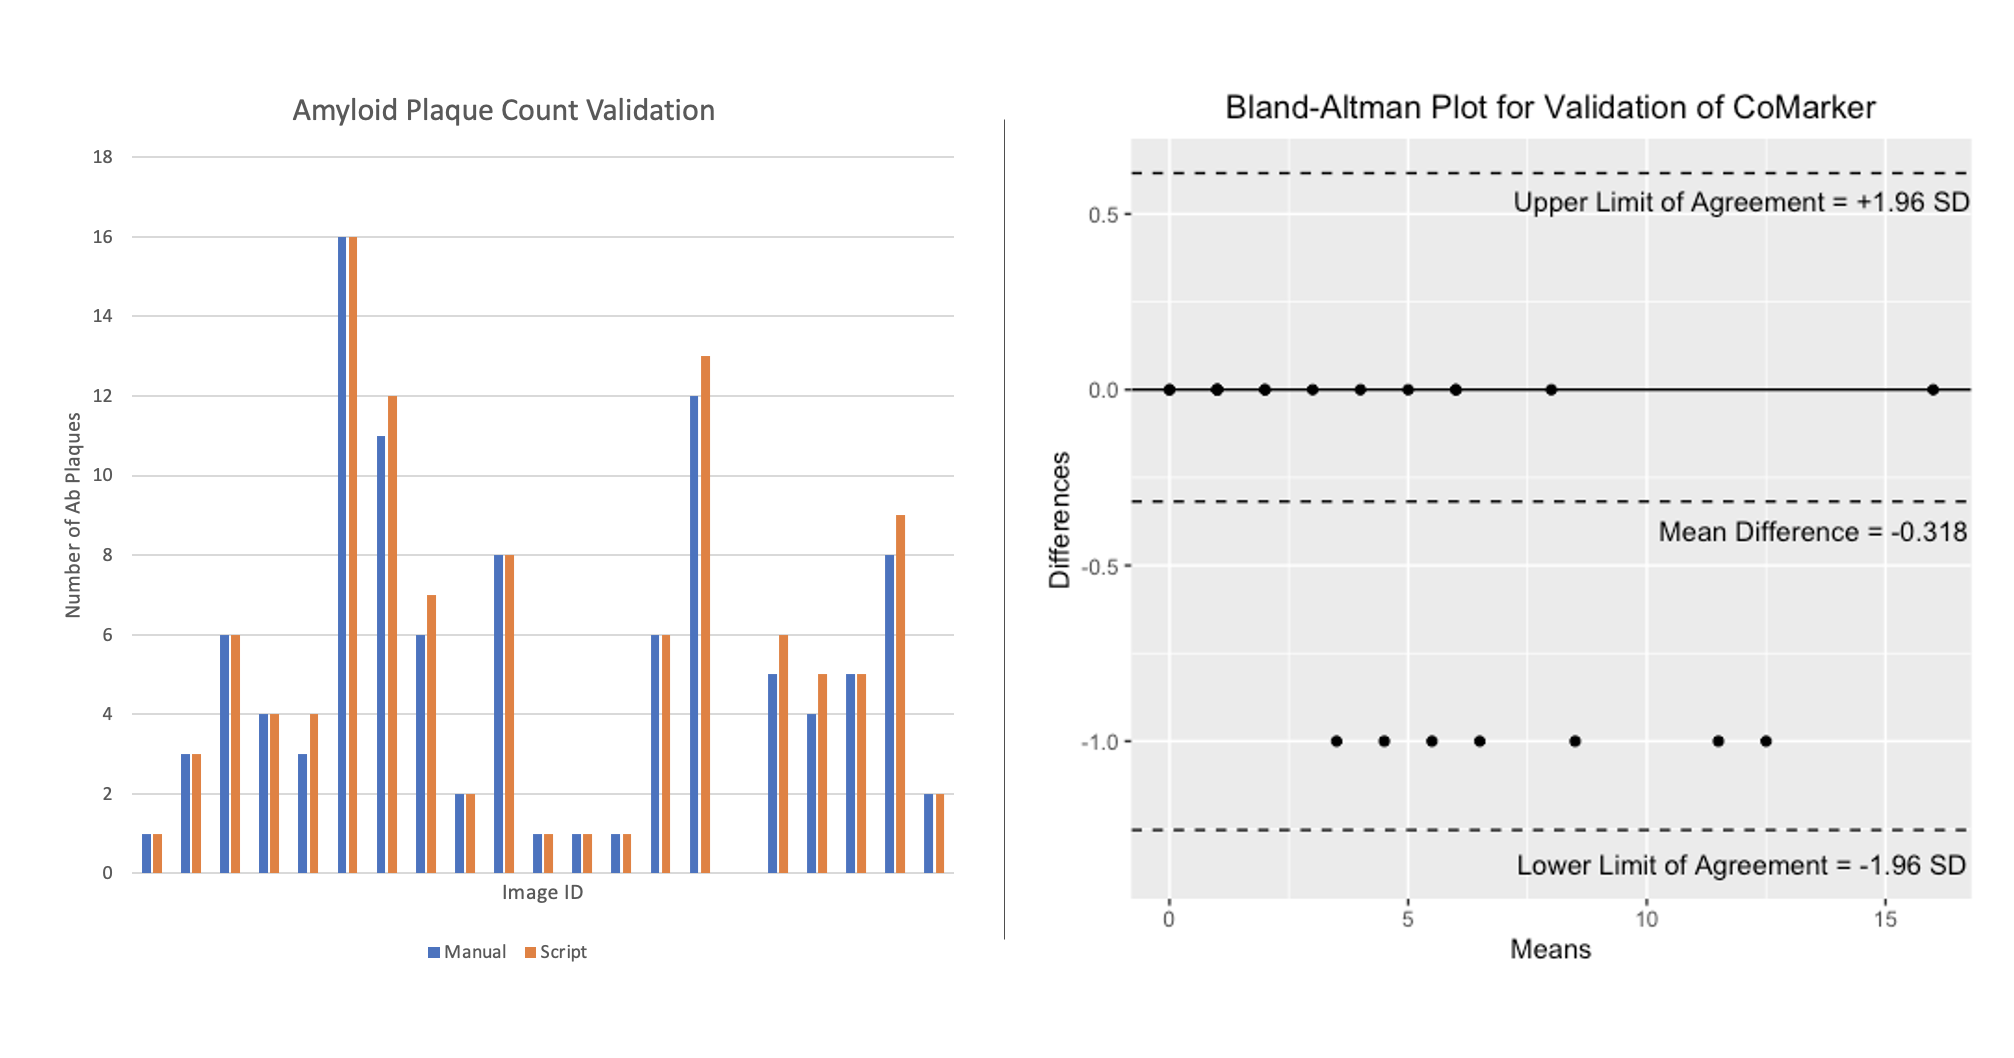 Amyloid Plaque Count Validation
18
16
14
12
10
8
6
4
2
0
Number of Ab Plaques
Image ID
Manual Script
Bland-Altman Plot for Validation of CoMarker
Upper Limit of Agreement = +1.96 SD
0.5
0.0
Mean Difference = -0.318
-0.5
-1.0
Lower Limit of Agreement = -1.96 SD
Differences
0 5 10 15
Means